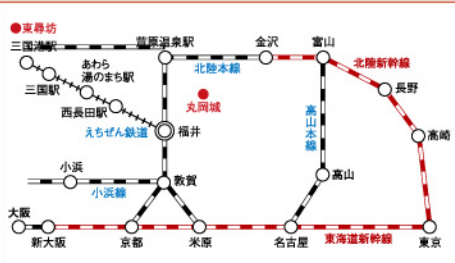 ●東尋坊
三国港駅
芦原温泉駅
金沢
富山
あわら
湯のまち駅
北陸本線
北陸新幹線
三国駅
丸岡城
長野
西長田駅
高山本線
えちぜん鉄道
福井
高崎
小浜
敦賀
高山
小浜線
大阪
新大阪
京都
米原
名古屋
東海道新幹線
東京